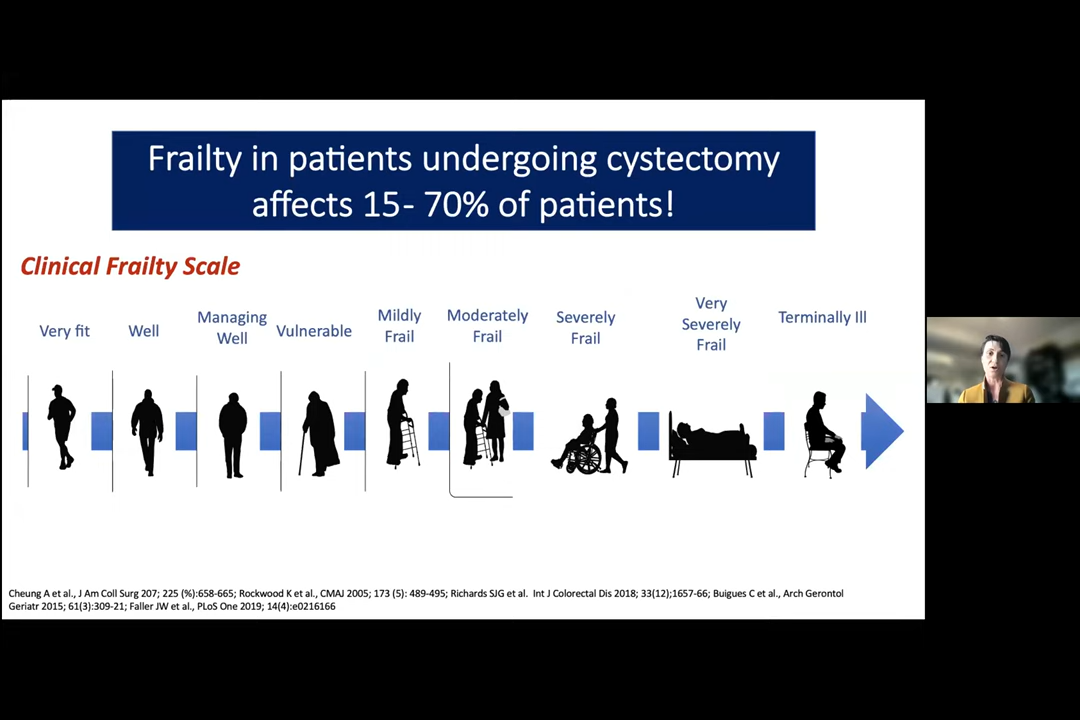 Frailty in patients undergoing cystectomy
affects 15- 70% of patients!
Clinical Frailty Scale
Very fit
Well
Managing
Well
Vulnerable
Mildly
Frail
Moderately
Frail
Severely
Frail
Very
Severely
Frail
Terminally Ill
Cheung A et al., J Am Coll Surg 207; 225 (%):658-665; Rockwood K et al., CMAJ 2005; 173 (5): 489-495; Richards SJG et al. Int J Colorectal Dis 2018; 33(12);1657-66; Buigues C et al., Arch Gerontol
Geriatr 2015; 61(3):309-21; Faller JW et al., PLoS One 2019; 14(4):e0216166